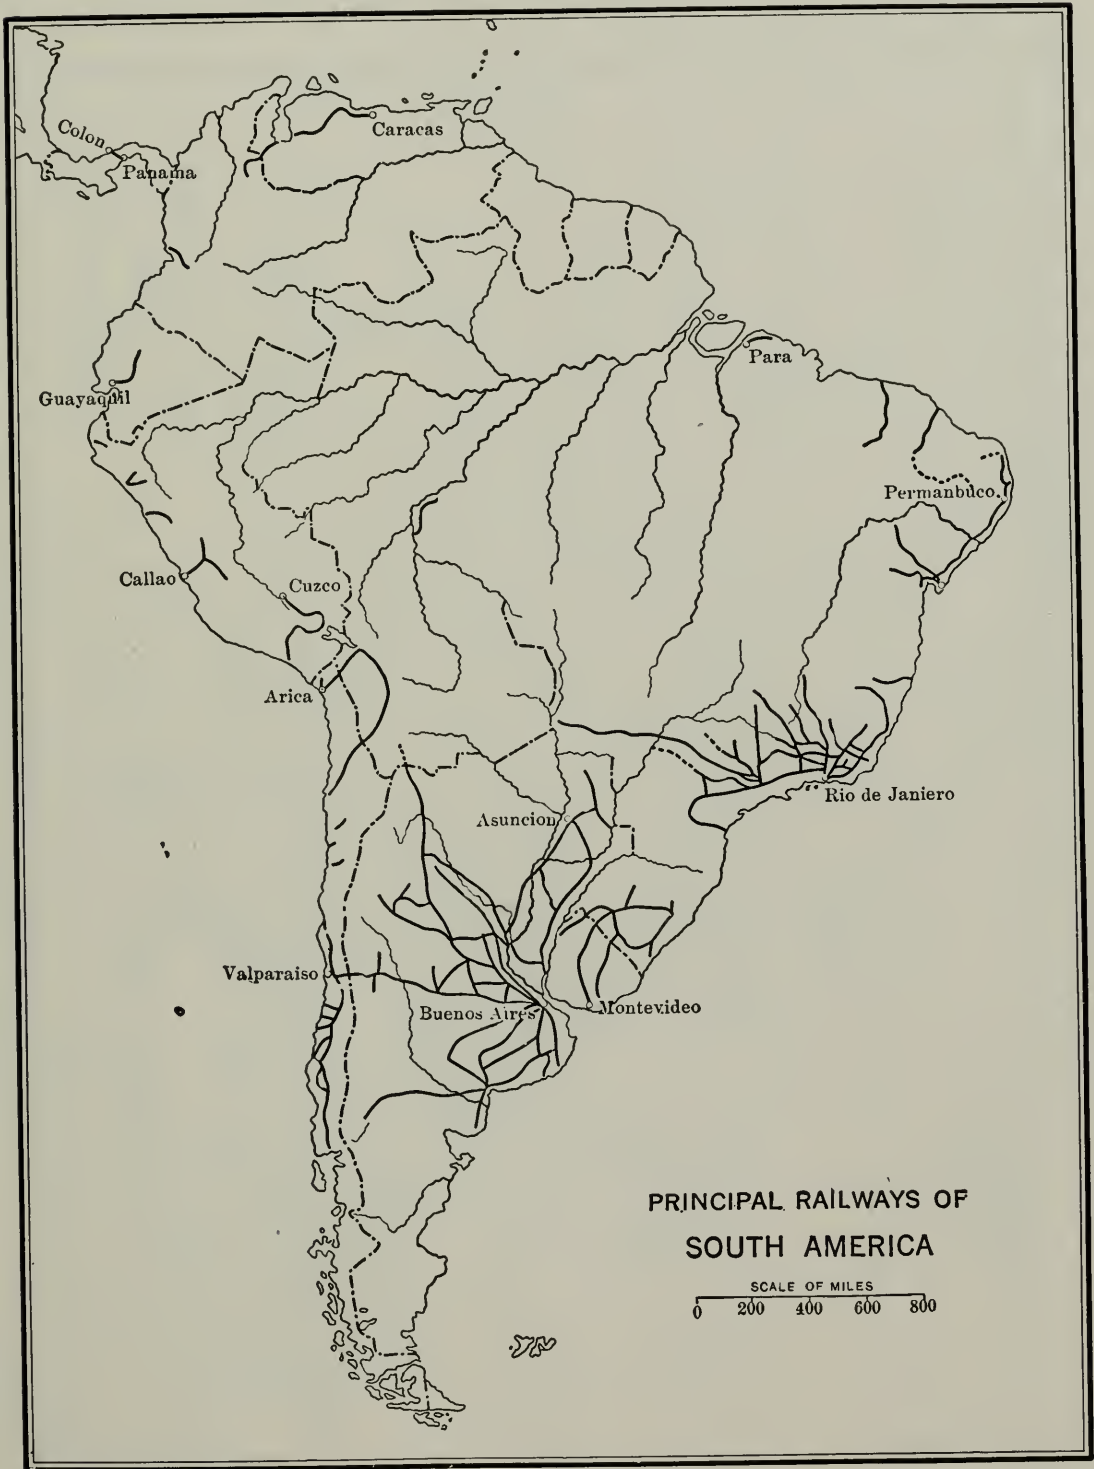 Caracas
Colon
Panama
Para
Guayaquil
Permanbuco
Callao
Cuzco
Arica
Rio de Janiero
Asuncion
Valparaiso
Buenos Aires
Montevideo
PRINCIPAL RAILWAYS OF
SOUTH AMERICA
SCALE OF MILES
0 200 400 600 800